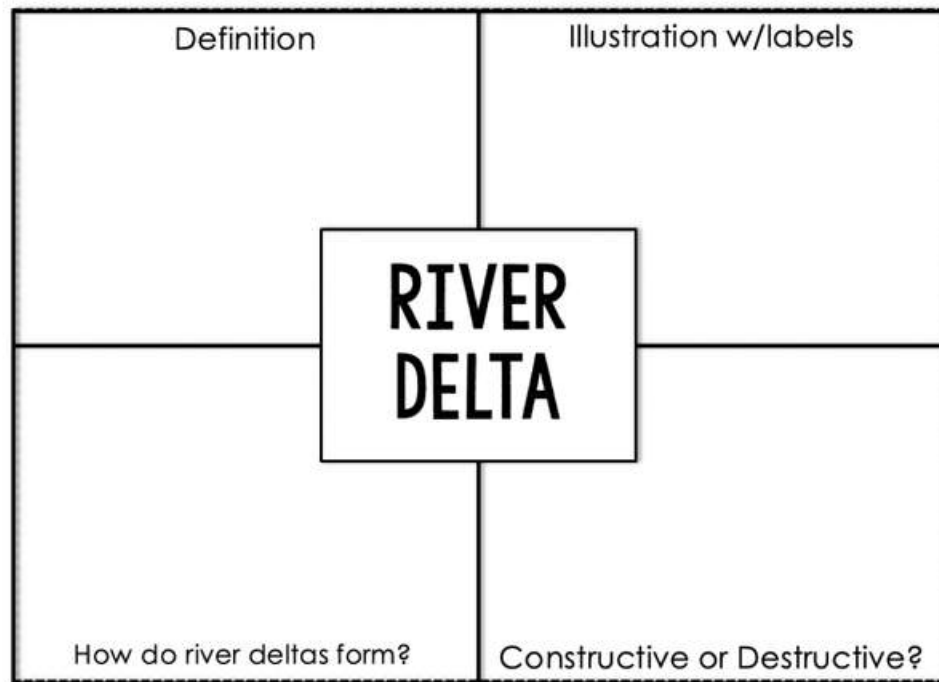 Definition
Illustration w/labels
RIVER
DELTA
How do river deltas form?
Constructive or Destructive?